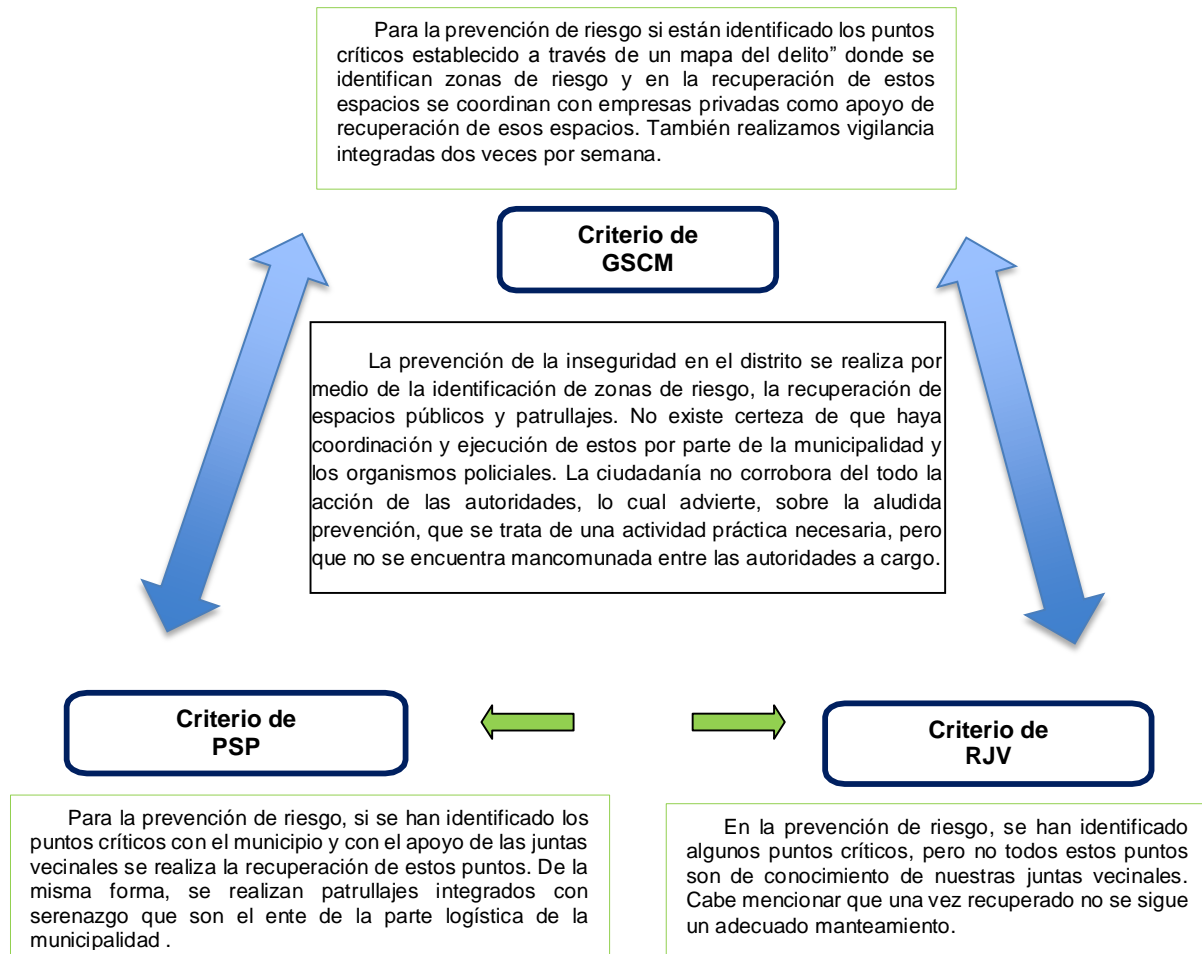 Para la prevención de riesgo si están identificado los puntos
críticos establecido a través de un mapa del delito” donde se
identifican zonas de riesgo y en la recuperación de estos
espacios se coordinan con empresas privadas como apoyo de
recuperación de esos espacios. También realizamos vigilancia
integradas dos veces por semana.
Criterio de
GSCM
La prevención de la inseguridad en el distrito se realiza por
medio de la identificación de zonas de riesgo, la recuperación de
espacios públicos y patrullajes. No existe certeza de que haya
coordinación y ejecución de estos por parte de la municipalidad y
los organismos policiales. La ciudadanía no corrobora del todo la
acción de las autoridades, lo cual advierte, sobre la aludida
prevención, que se trata de una actividad práctica necesaria, pero
que no se encuentra mancomunada entre las autoridades a cargo.
Criterio de
PSP
Para la prevención de riesgo, si se han identificado los
puntos críticos con el municipio y con el apoyo de las juntas
vecinales se realiza la recuperación de estos puntos. De la
misma forma, se realizan patrullajes integrados con
serenazgo que son el ente de la parte logística de la
municipalidad .
Criterio de
RJV
En la prevención de riesgo, se han identificado
algunos puntos críticos, pero no todos estos puntos
son de conocimiento de nuestras juntas vecinales.
Cabe mencionar que una vez recuperado no se sigue
un adecuado manteamiento.